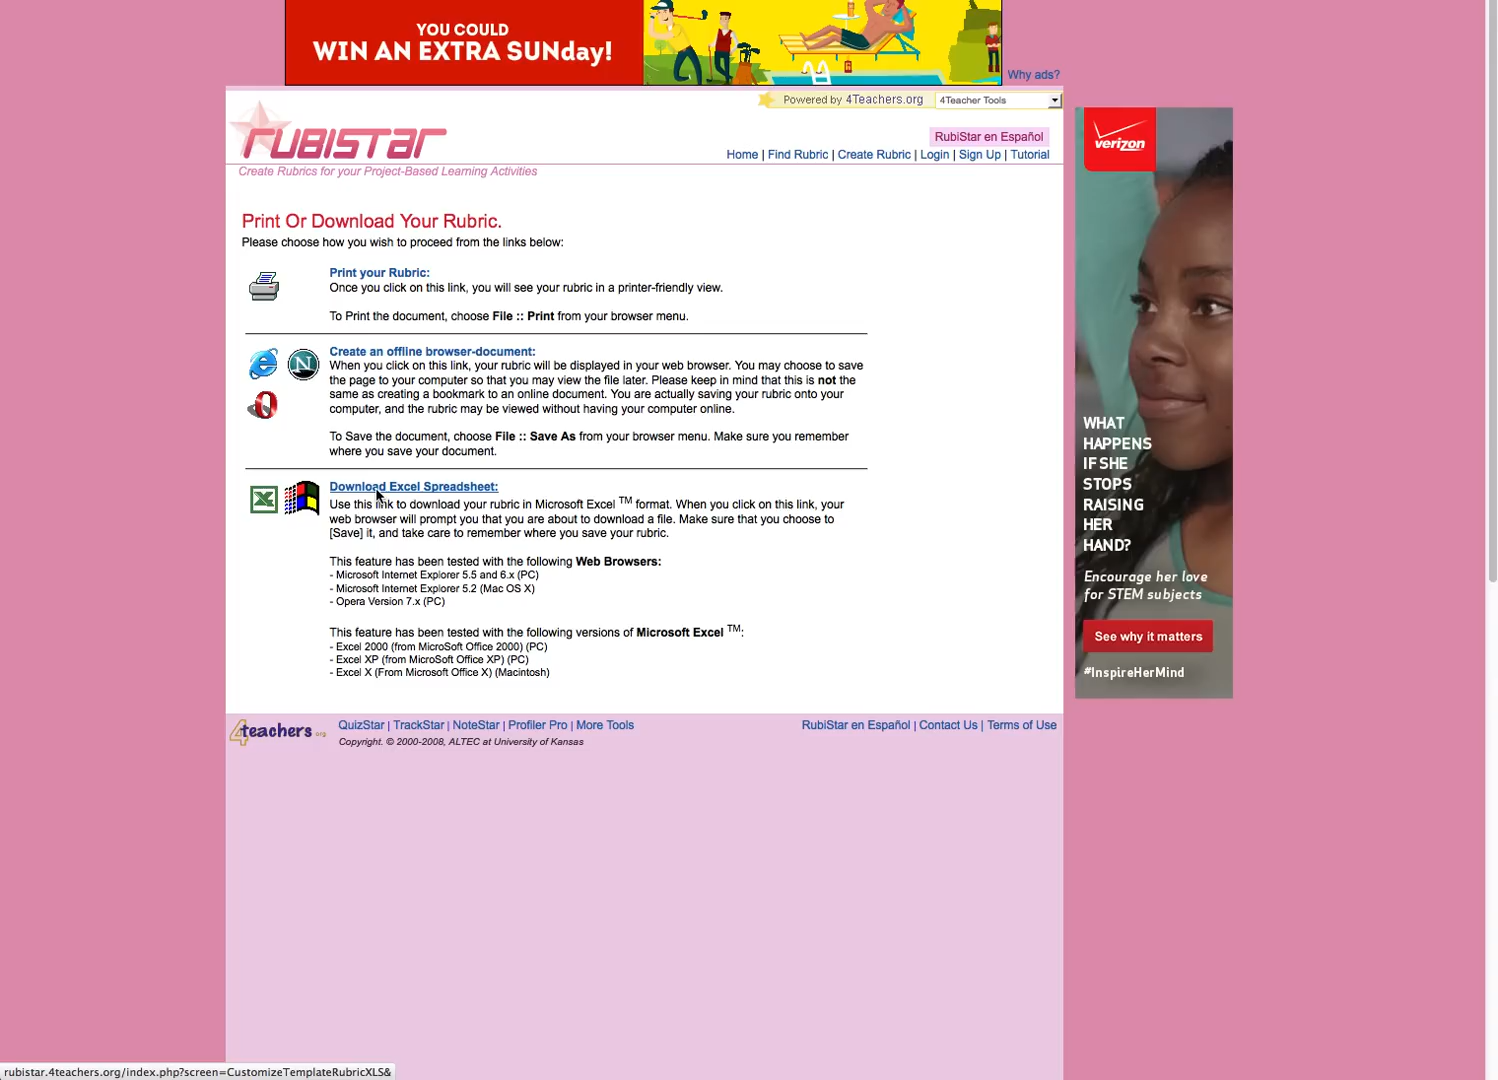 YOU COULD
WIN AN EXTRA SUNday!
Why ads?
Powered by 4Teachers.org
4Teacher Tools
RUBISTAR
RubiStar en Español
Home | Find Rubric | Create Rubric | Login | Sign Up | Tutorial
Create Rubrics for your Project-Based Learning Activities
Print Or Download Your Rubric.
Please choose how you wish to proceed from the links below:
Print your Rubric:
Once you click on this link, you will see your rubric in a printer-friendly view.
To Print the document, choose File :: Print from your browser menu.
Create an offline browser-document:
When you click on this link, your rubric will be displayed in your web browser. You may choose to save
the page to your computer so that you may view the file later. Please keep in mind that this is not the
same as creating a bookmark to an online document. You are actually saving your rubric onto your
computer, and the rubric may be viewed without having your computer online.
To Save the document, choose File :: Save As from your browser menu. Make sure you remember
where you save your document.
Download Excel Spreadsheet:
Use this link to download your rubric in Microsoft Excel TM format. When you click on this link, your
web browser will prompt you that you are about to download a file. Make sure that you choose to
[Save] it, and take care to remember where you save your rubric.
This feature has been tested with the following Web Browsers:
- Microsoft Internet Explorer 5.5 and 6.x (PC)
- Microsoft Internet Explorer 5.2 (Mac OS X)
- Opera Version 7.x (PC)
This feature has been tested with the following versions of Microsoft Excel TM:
- Excel 2000 (from MicroSoft Office 2000) (PC)
- Excel XP (from MicroSoft Office XP) (PC)
- Excel X (From Microsoft Office X) (Macintosh)
verizon
WHAT
HAPPENS
IF SHE
STOPS
RAISING
HER
HAND?
Encourage her love
for STEM subjects
See why it matters
#InspireHerMind
4teachers.org
QuizStar | TrackStar | NoteStar | Profiler Pro | More Tools
RubiStar en Español | Contact Us | Terms of Use
Copyright. © 2000-2008, ALTEC at University of Kansas
rubistar.4teachers.org/index.php?screen=CustomizeTemplateRubricXLS&